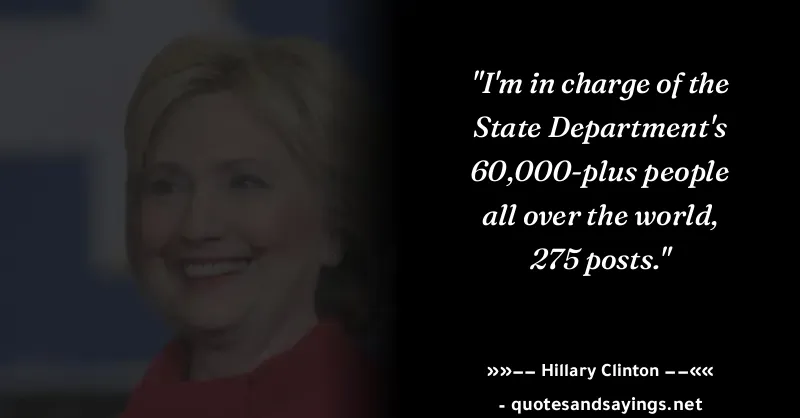 "I'm in charge of the
State Department's
60,000-plus people
all over the world,
275 posts."
»»–– Hillary Clinton ––««
- quotesandsayings.net